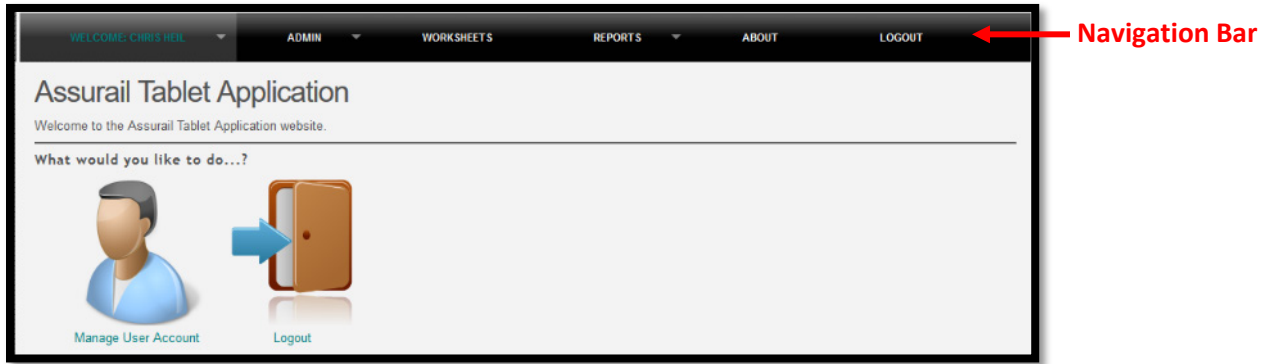 WELCOME: CHRIS HEIL ADMIN WORKSHEETS REPORTS ABOUT LOGOUT
Navigation Bar
Assurail Tablet Application
Welcome to the Assurail Tablet Application website.
What would you like to do...?
Manage User Account Logout